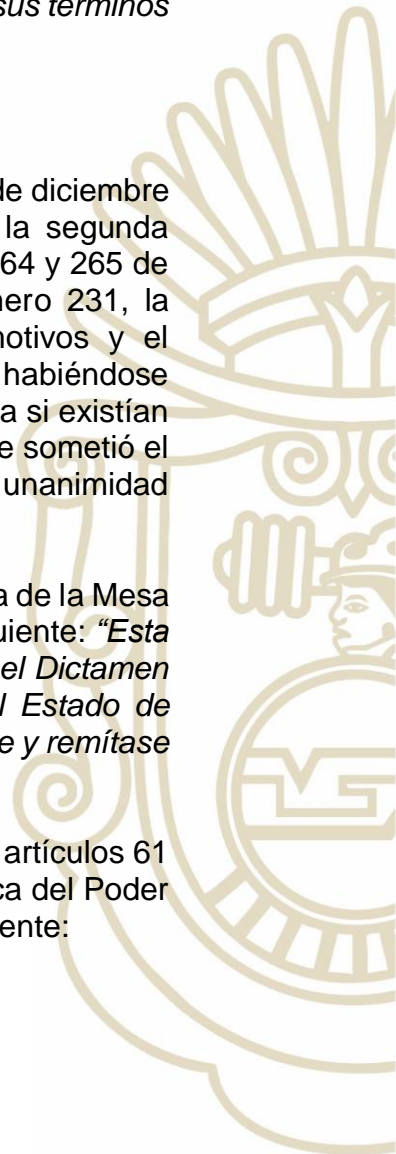 sus términos
de diciembre
la segunda
64 y 265 de
nero 231, la
notivos y el
habiéndose
a si existían
e sometió el
unanimidad
a de la Mesa
uiente: “Esta
el Dictamen
l Estado de
e y remítase
artículos 61
ca del Poder
ente: